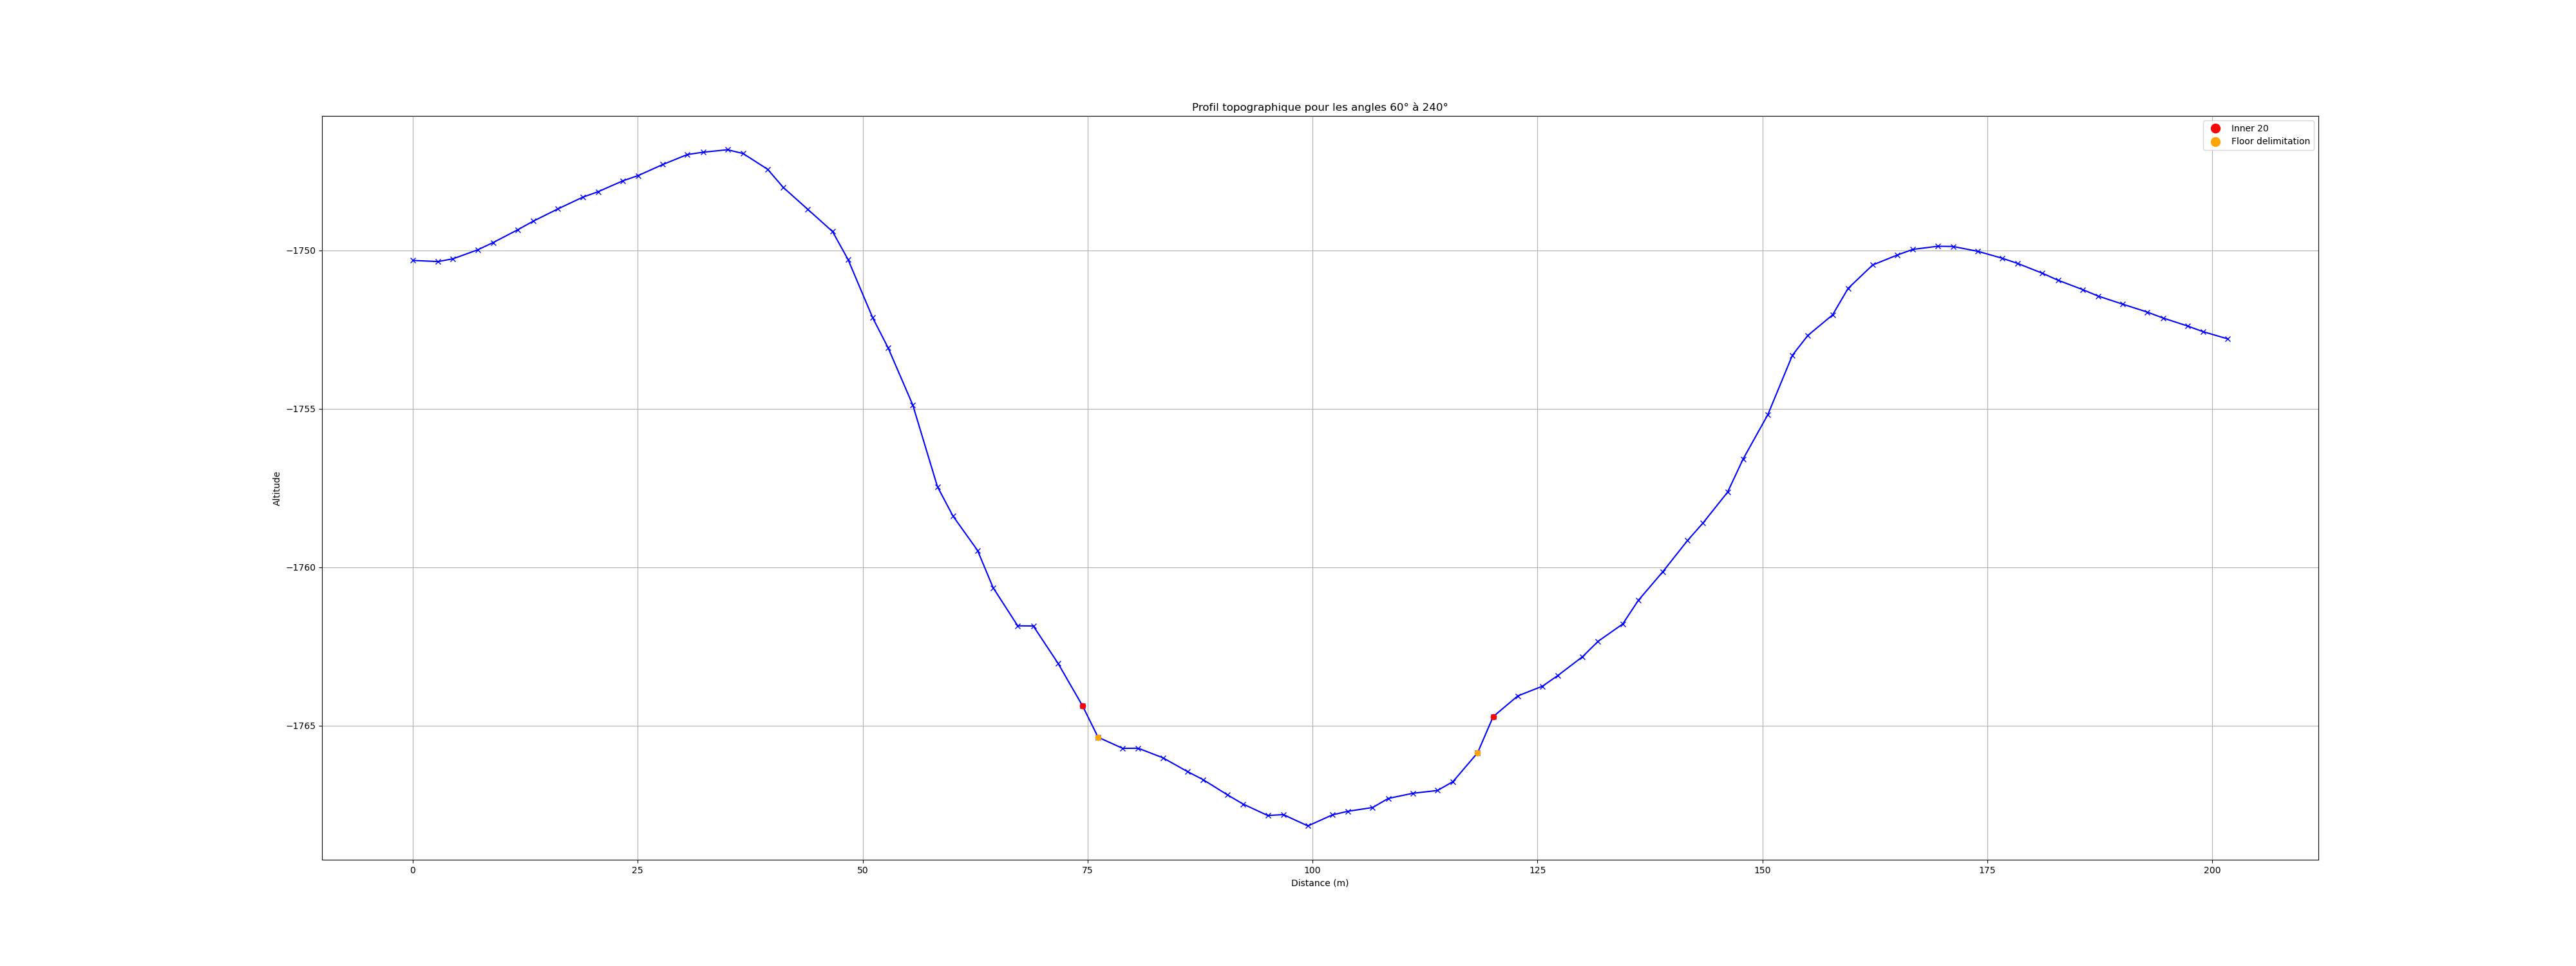 Profil topographique pour les angles 60° à 240°
Inner 20
Floor delimitation
Altitude
−1750
−1755
−1760
−1765
0 25 50 75 100 125 150 175 200
Distance (m)